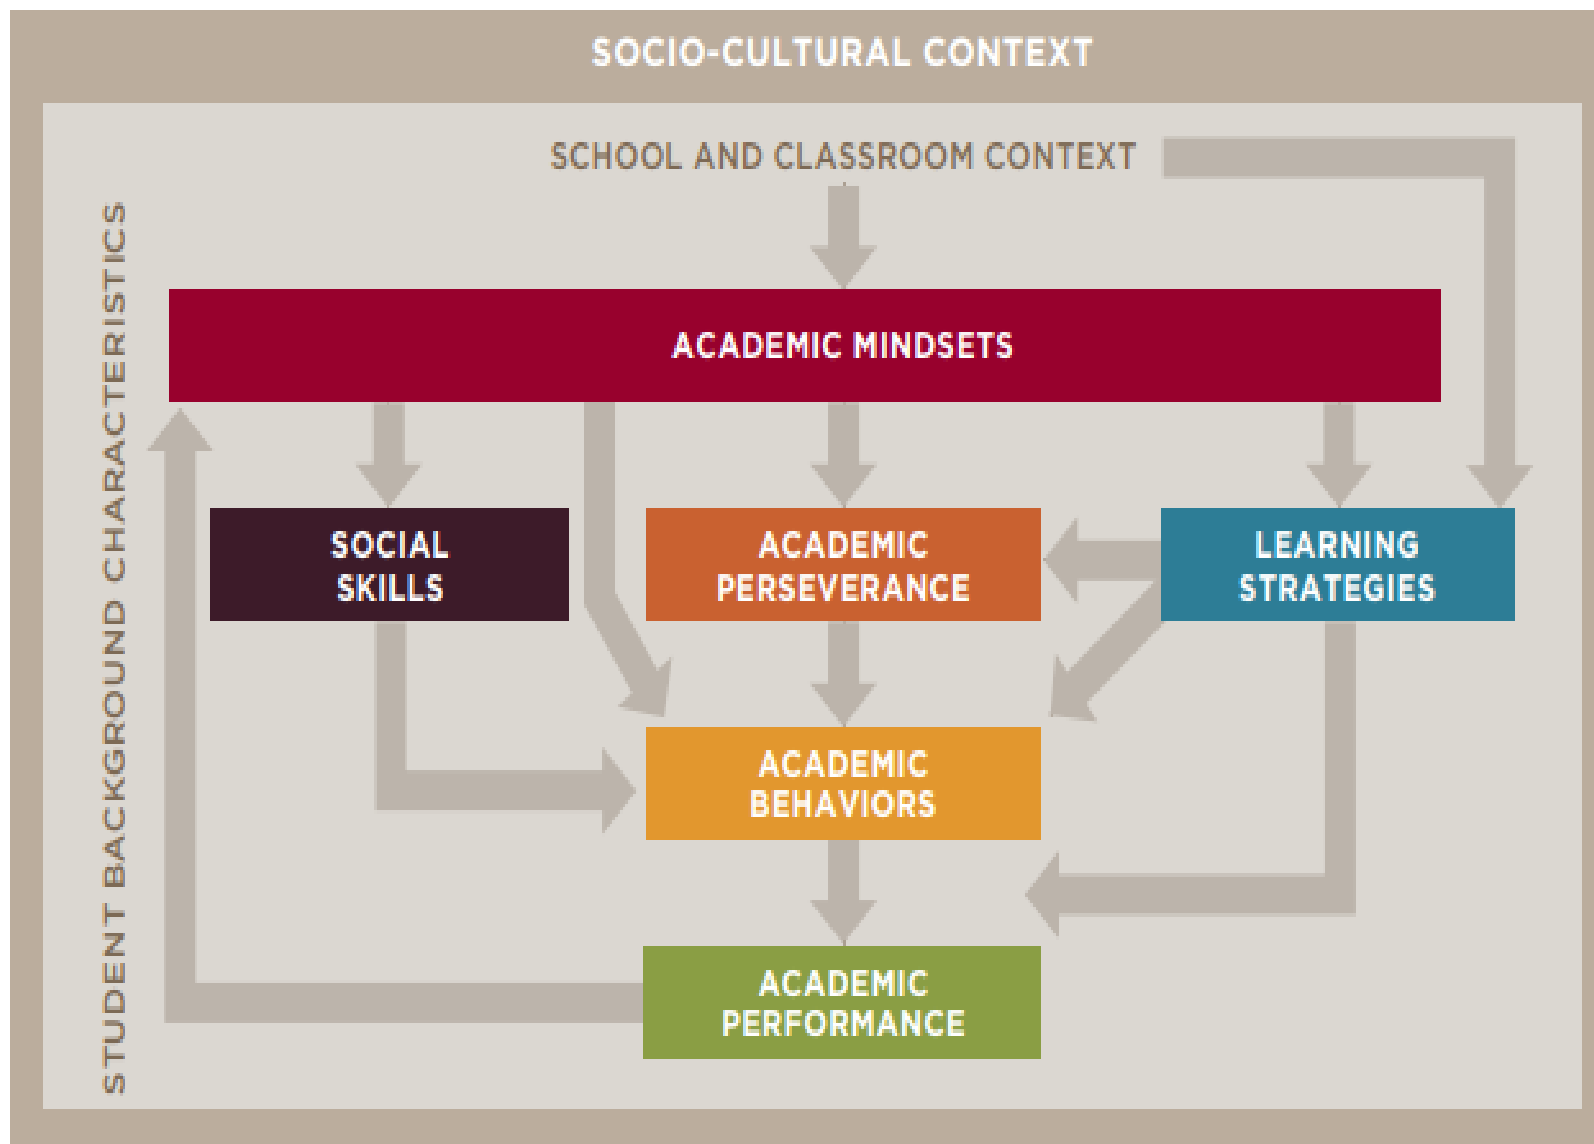 SOCIO-CULTURAL CONTEXT
SCHOOL AND CLASSROOM CONTEXT
STUDENT BACKGROUND CHARACTERISTICS
ACADEMIC MINDSETS
SOCIAL
SKILLS
ACADEMIC
PERSEVERANCE
LEARNING
STRATEGIES
ACADEMIC
BEHAVIORS
ACADEMIC
PERFORMANCE